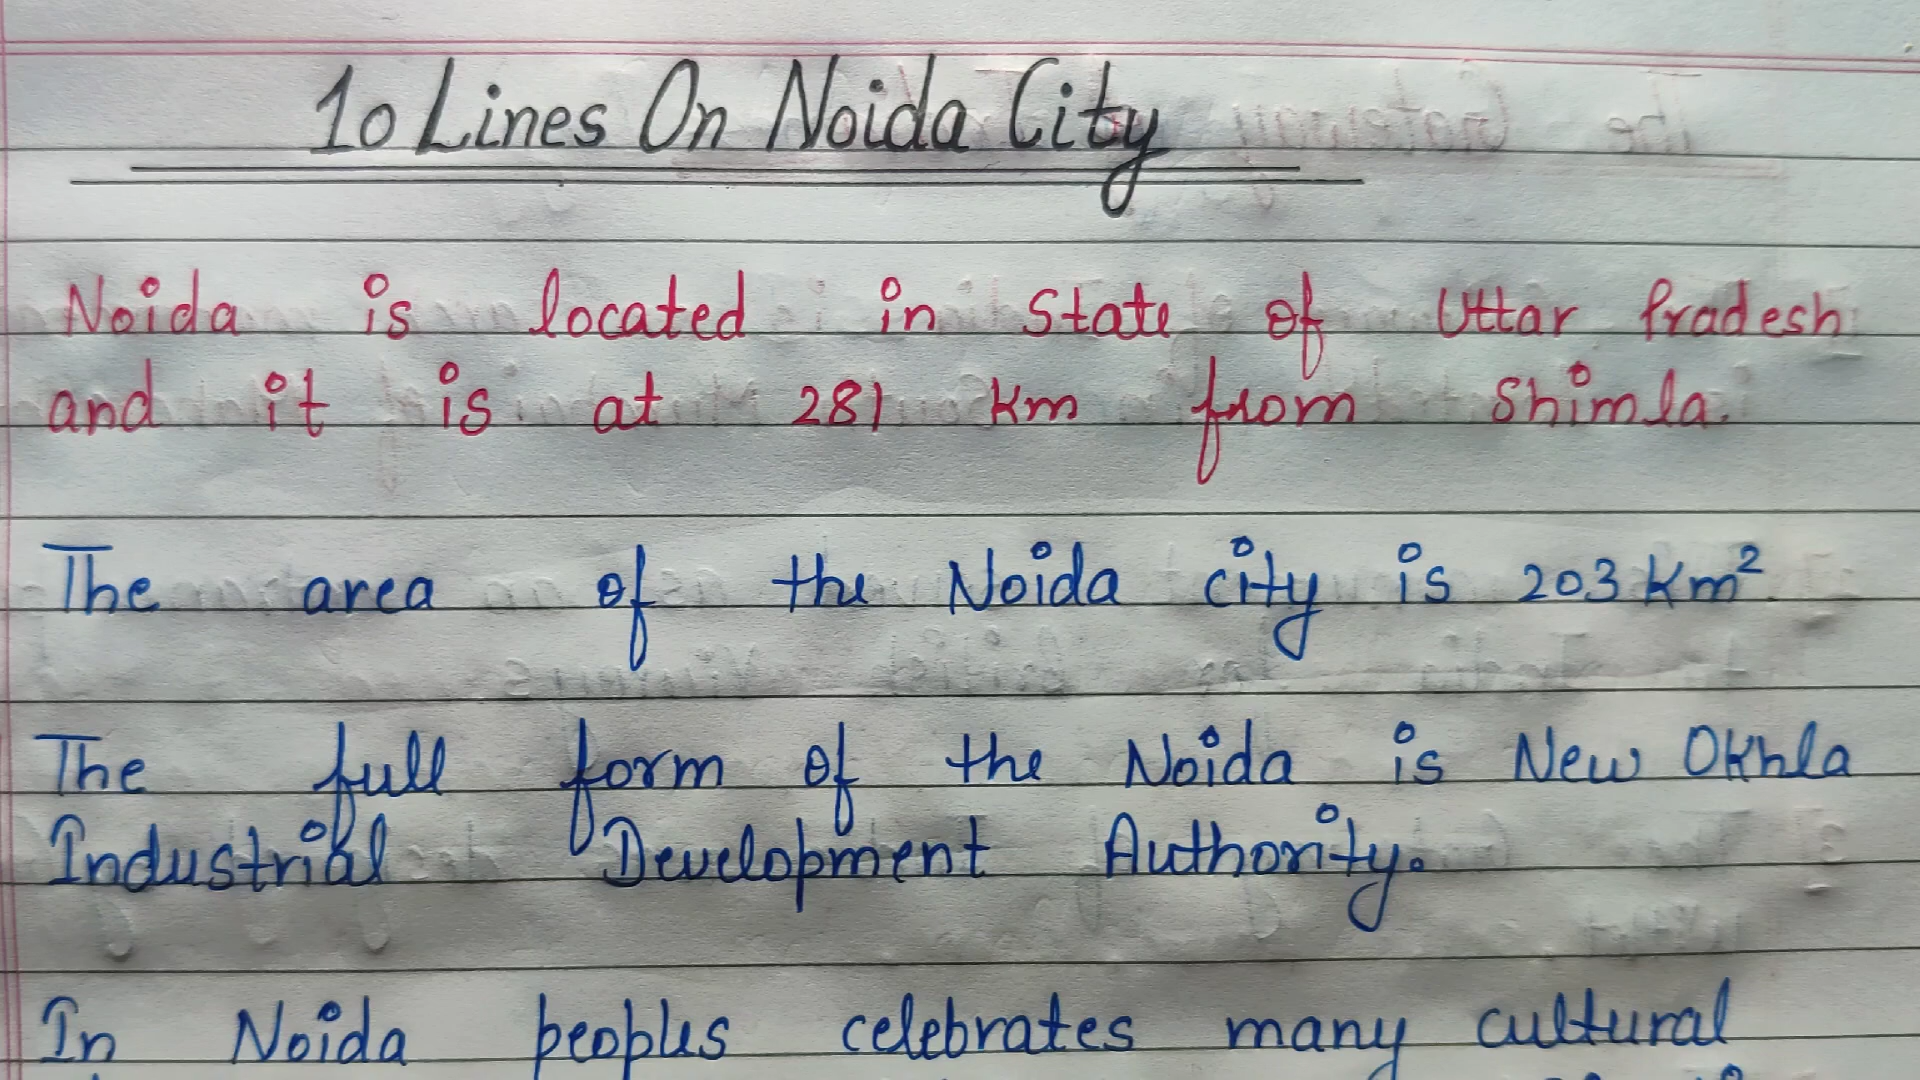 10 Lines On Noida City
Noida is located in State of Uttar Pradesh
and it is at 281 Km from Shimla.
The area of the Noida city is 203 Km²
The full form of the Noida is New Okhla
Industrial Development Authority.
In Noida peoples celebrates many cultural